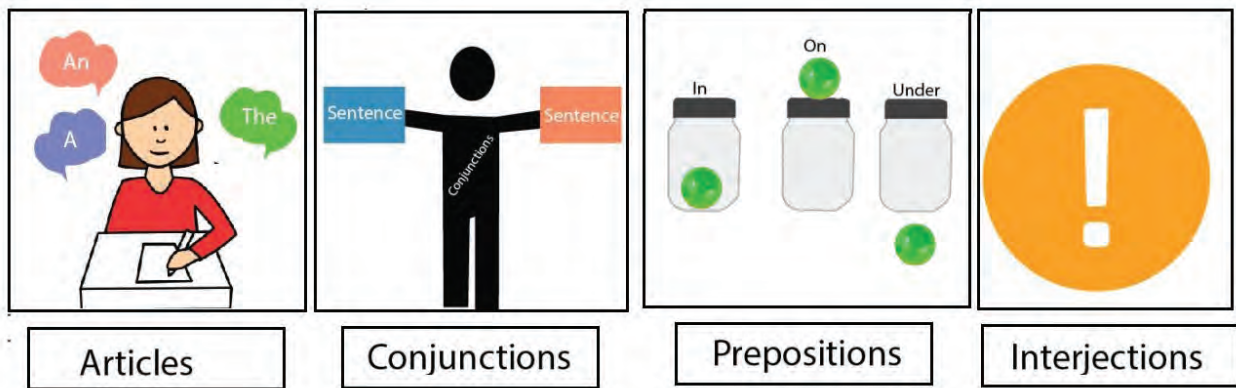 An
A
The
Sentence
Conjunctions
Sentence
In
On
Under
!
Articles
Conjunctions
Prepositions
Interjections